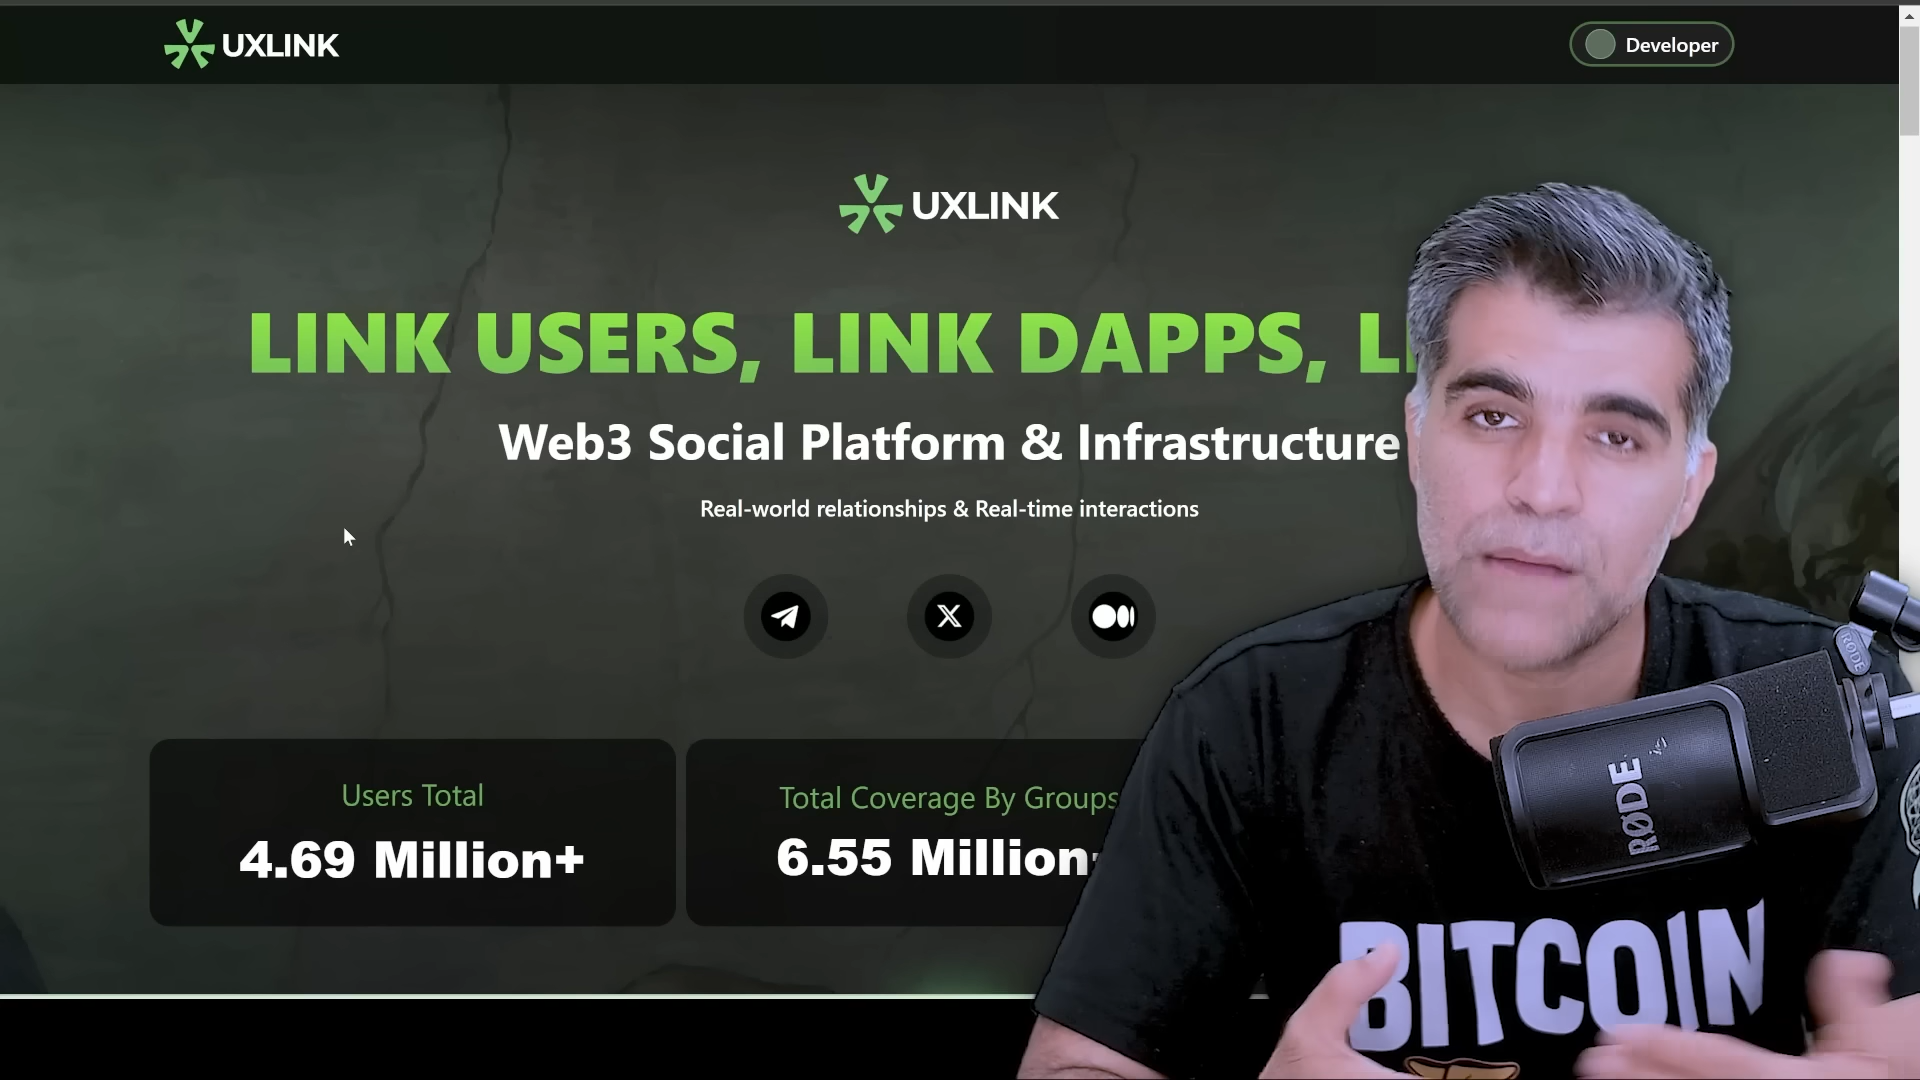 UXLINK
Developer
UXLINK
LINK USERS, LINK DAPPS,
Web3 Social Platform & Infrastructure
Real-world relationships & Real-time interactions
X
Users Total
4.69 Million+
Total Coverage By Groups
6.55 Million
RØDE
RØDE
BITCOIN